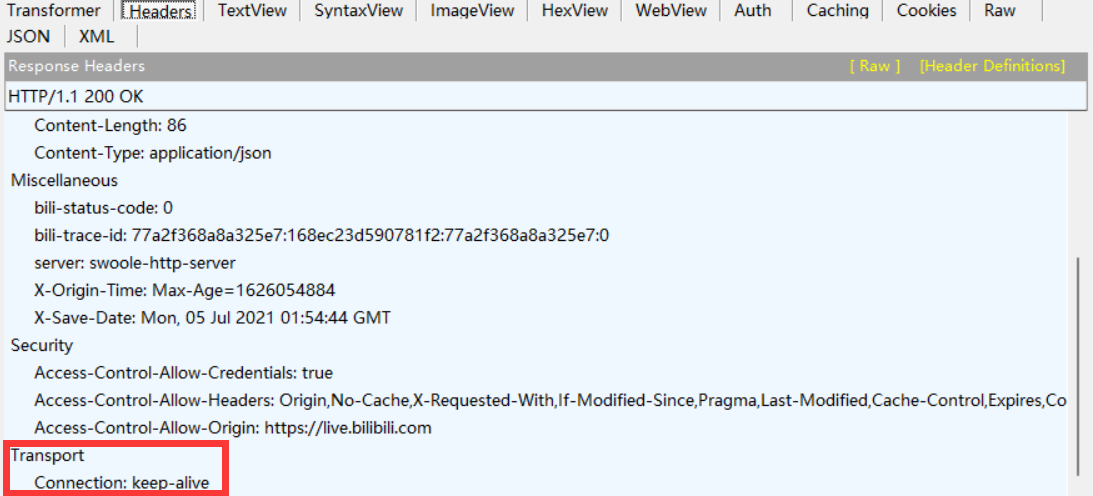 Transformer Headers TextView SyntaxView ImageView HexView WebView Auth Caching Cookies Raw
JSON XML
Response Headers [ Raw ] [Header Definitions]
HTTP/1.1 200 OK
Content-Length: 86
Content-Type: application/json
Miscellaneous
bili-status-code: 0
bili-trace-id: 77a2f368a8a325e7:168ec23d590781f2:77a2f368a8a325e7:0
server: swoole-http-server
X-Origin-Time: Max-Age=1626054884
X-Save-Date: Mon, 05 Jul 2021 01:54:44 GMT
Security
Access-Control-Allow-Credentials: true
Access-Control-Allow-Headers: Origin,No-Cache,X-Requested-With,If-Modified-Since,Pragma,Last-Modified,Cache-Control,Expires,Co
Access-Control-Allow-Origin: https://live.bilibili.com
Transport
Connection: keep-alive